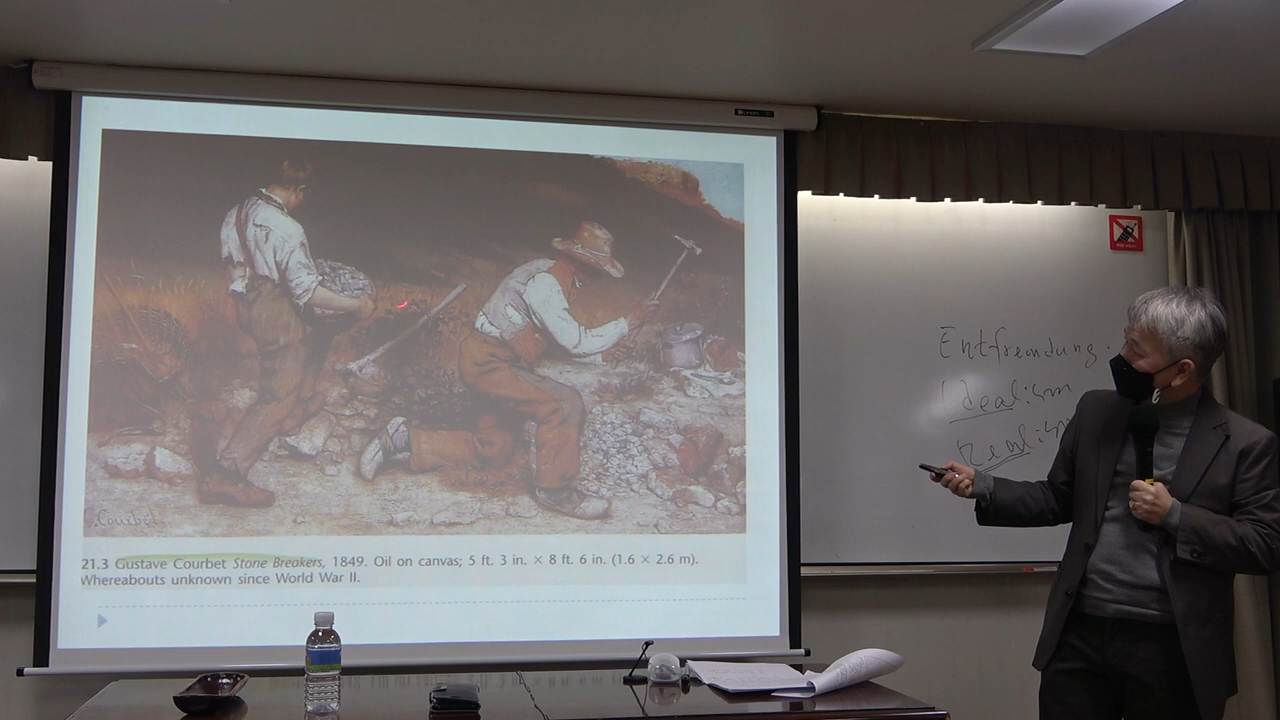 G. Courbet.
21.3 Gustave Courbet Stone Breakers, 1849. Oil on canvas; 5 ft. 3 in. × 8 ft. 6 in. (1.6 × 2.6 m).
Whereabouts unknown since World War II.
Entfremdung.
Idealism
Realism